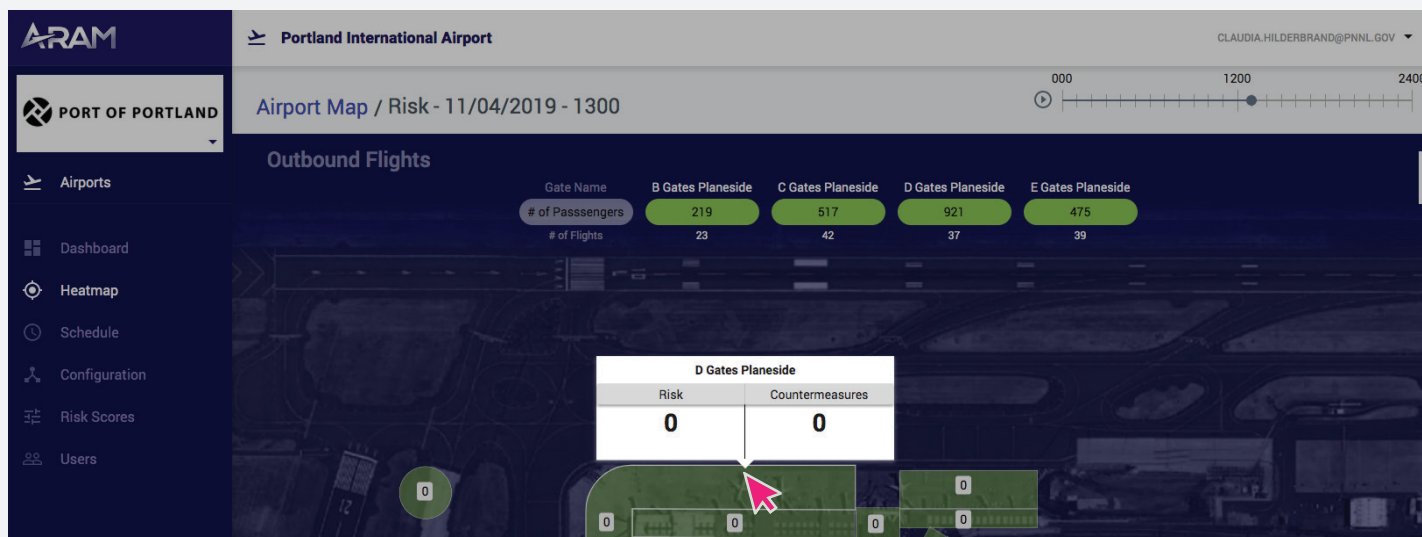 ARAM
Portland International Airport
CLAUDIA.HILDERBRAND@PNNL.GOV
PORT OF PORTLAND
Airport Map / Risk - 11/04/2019 - 1300
000 1200 2400
Airports
Dashboard
Heatmap
Schedule
Configuration
Risk Scores
Users
Outbound Flights
Gate Name B Gates Planeside C Gates Planeside D Gates Planeside E Gates Planeside
# of Passsengers 219 517 921 475
# of Flights 23 42 37 39
D Gates Planeside
Risk Countermeasures
0 0
0 0
0 0 0 0
12